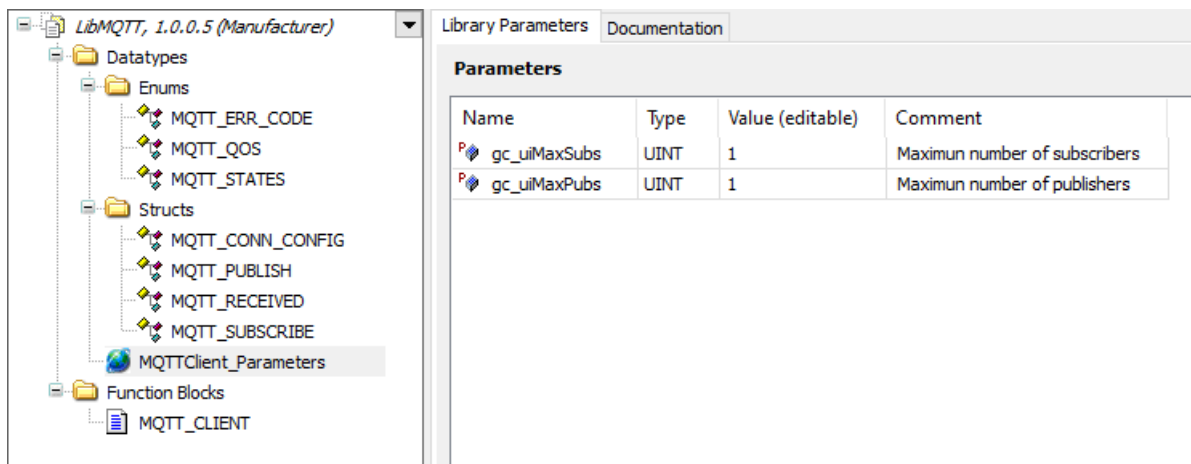 LibMQTT, 1.0.0.5 (Manufacturer)
Datatypes
Enums
MQTT_ERR_CODE
MQTT_QOS
MQTT_STATES
Structs
MQTT_CONN_CONFIG
MQTT_PUBLISH
MQTT_RECEIVED
MQTT_SUBSCRIBE
MQTTClient_Parameters
Function Blocks
MQTT_CLIENT
Library Parameters Documentation
Parameters
Name Type Value (editable) Comment
P gc_uiMaxSubs UINT 1 Maximun number of subscribers
P gc_uiMaxPubs UINT 1 Maximun number of publishers